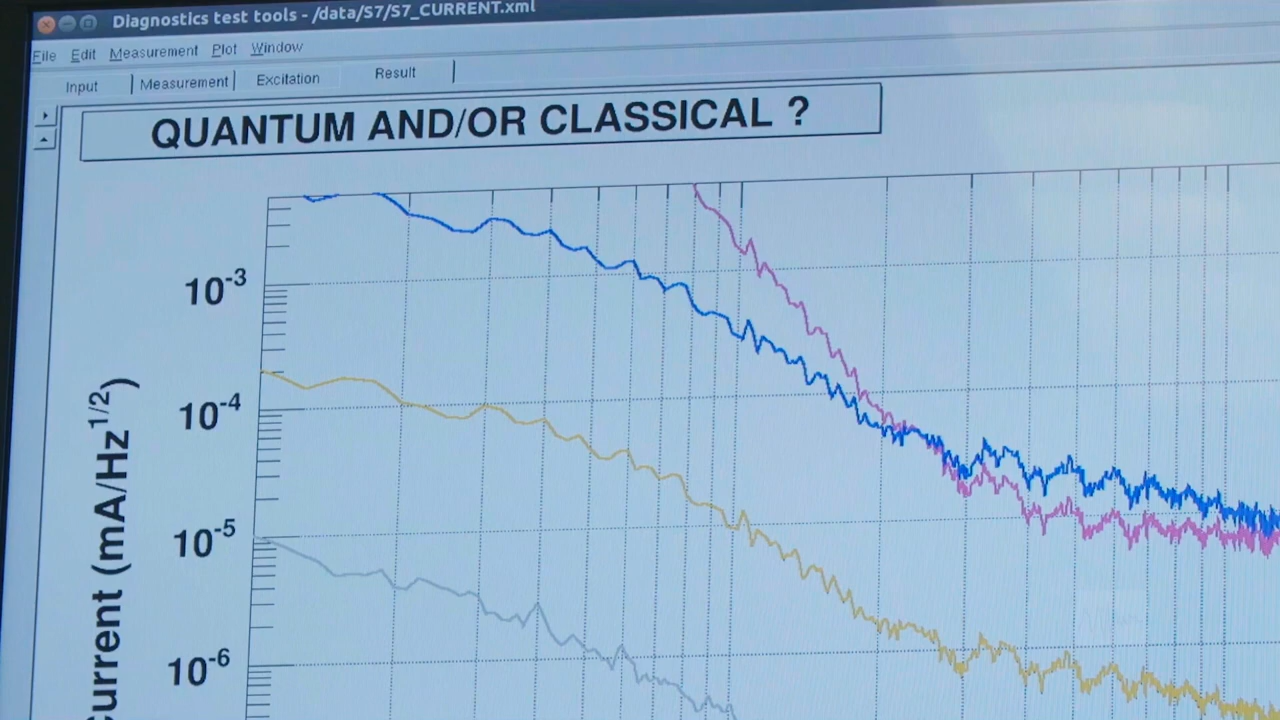 Diagnostics test tools - /data/S7/S7_CURRENT.xml
File Edit Measurement Plot Window
Input Measurement Excitation Result
QUANTUM AND/OR CLASSICAL ?
10-3
10-4
10-5
10-6
Current (mA/Hz1/2)